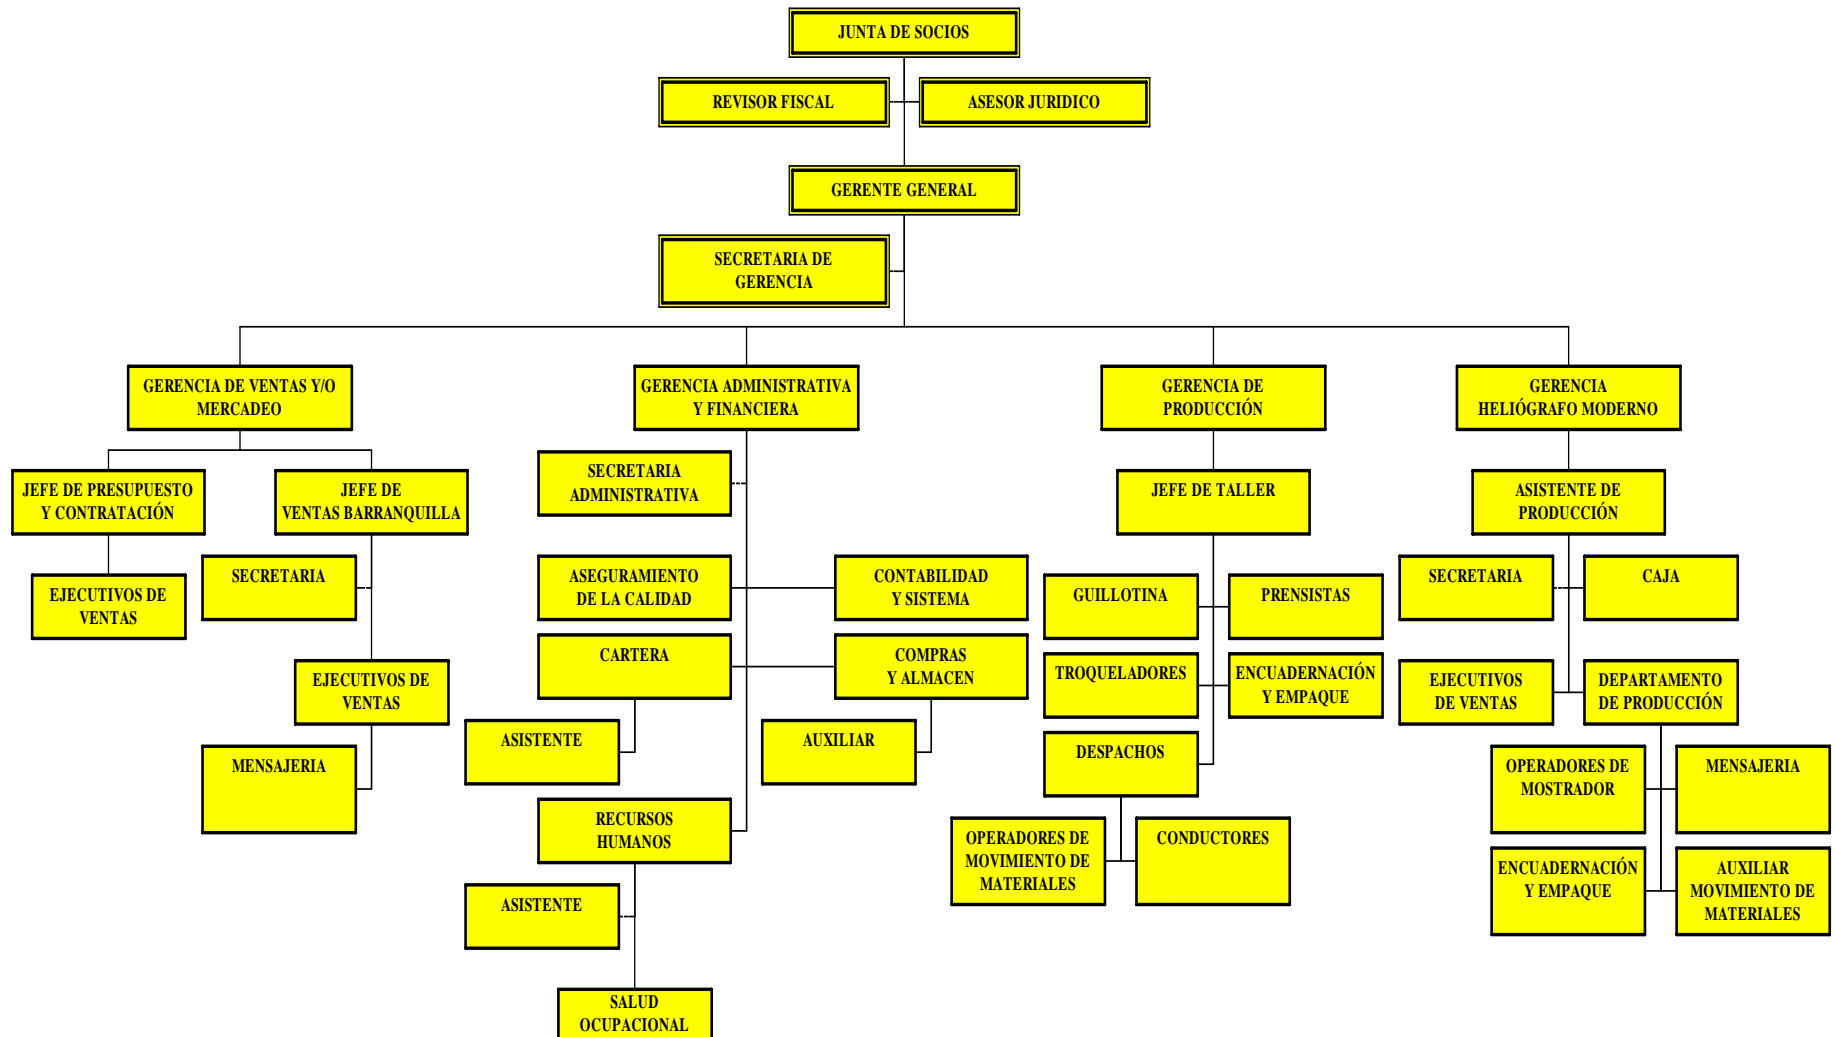 JUNTA DE SOCIOS
REVISOR FISCAL
ASESOR JURIDICO
GERENTE GENERAL
SECRETARIA DE
GERENCIA
GERENCIA DE VENTAS Y/O
MERCADEO
GERENCIA ADMINISTRATIVA
Y FINANCIERA
GERENCIA DE
PRODUCCIÓN
GERENCIA
HELIÓGRAFO MODERNO
JEFE DE PRESUPUESTO
Y CONTRATACIÓN
JEFE DE
VENTAS BARRANQUILLA
SECRETARIA
ADMINISTRATIVA
JEFE DE TALLER
ASISTENTE DE
PRODUCCIÓN
EJECUTIVOS DE
VENTAS
SECRETARIA
ASEGURAMIENTO
DE LA CALIDAD
CONTABILIDAD
Y SISTEMA
GUILLOTINA
PRENSISTAS
SECRETARIA
CAJA
EJECUTIVOS DE
VENTAS
CARTERA
COMPRAS
Y ALMACEN
TROQUELADORES
ENCUADERNACIÓN
Y EMPAQUE
EJECUTIVOS
DE VENTAS
DEPARTAMENTO
DE PRODUCCIÓN
MENSAJERIA
ASISTENTE
AUXILIAR
DESPACHOS
OPERADORES DE
MOSTRADOR
MENSAJERIA
RECURSOS
HUMANOS
OPERADORES DE
MOVIMIENTO DE
MATERIALES
CONDUCTORES
ENCUADERNACIÓN
Y EMPAQUE
AUXILIAR
MOVIMIENTO DE
MATERIALES
ASISTENTE
SALUD
OCUPACIONAL